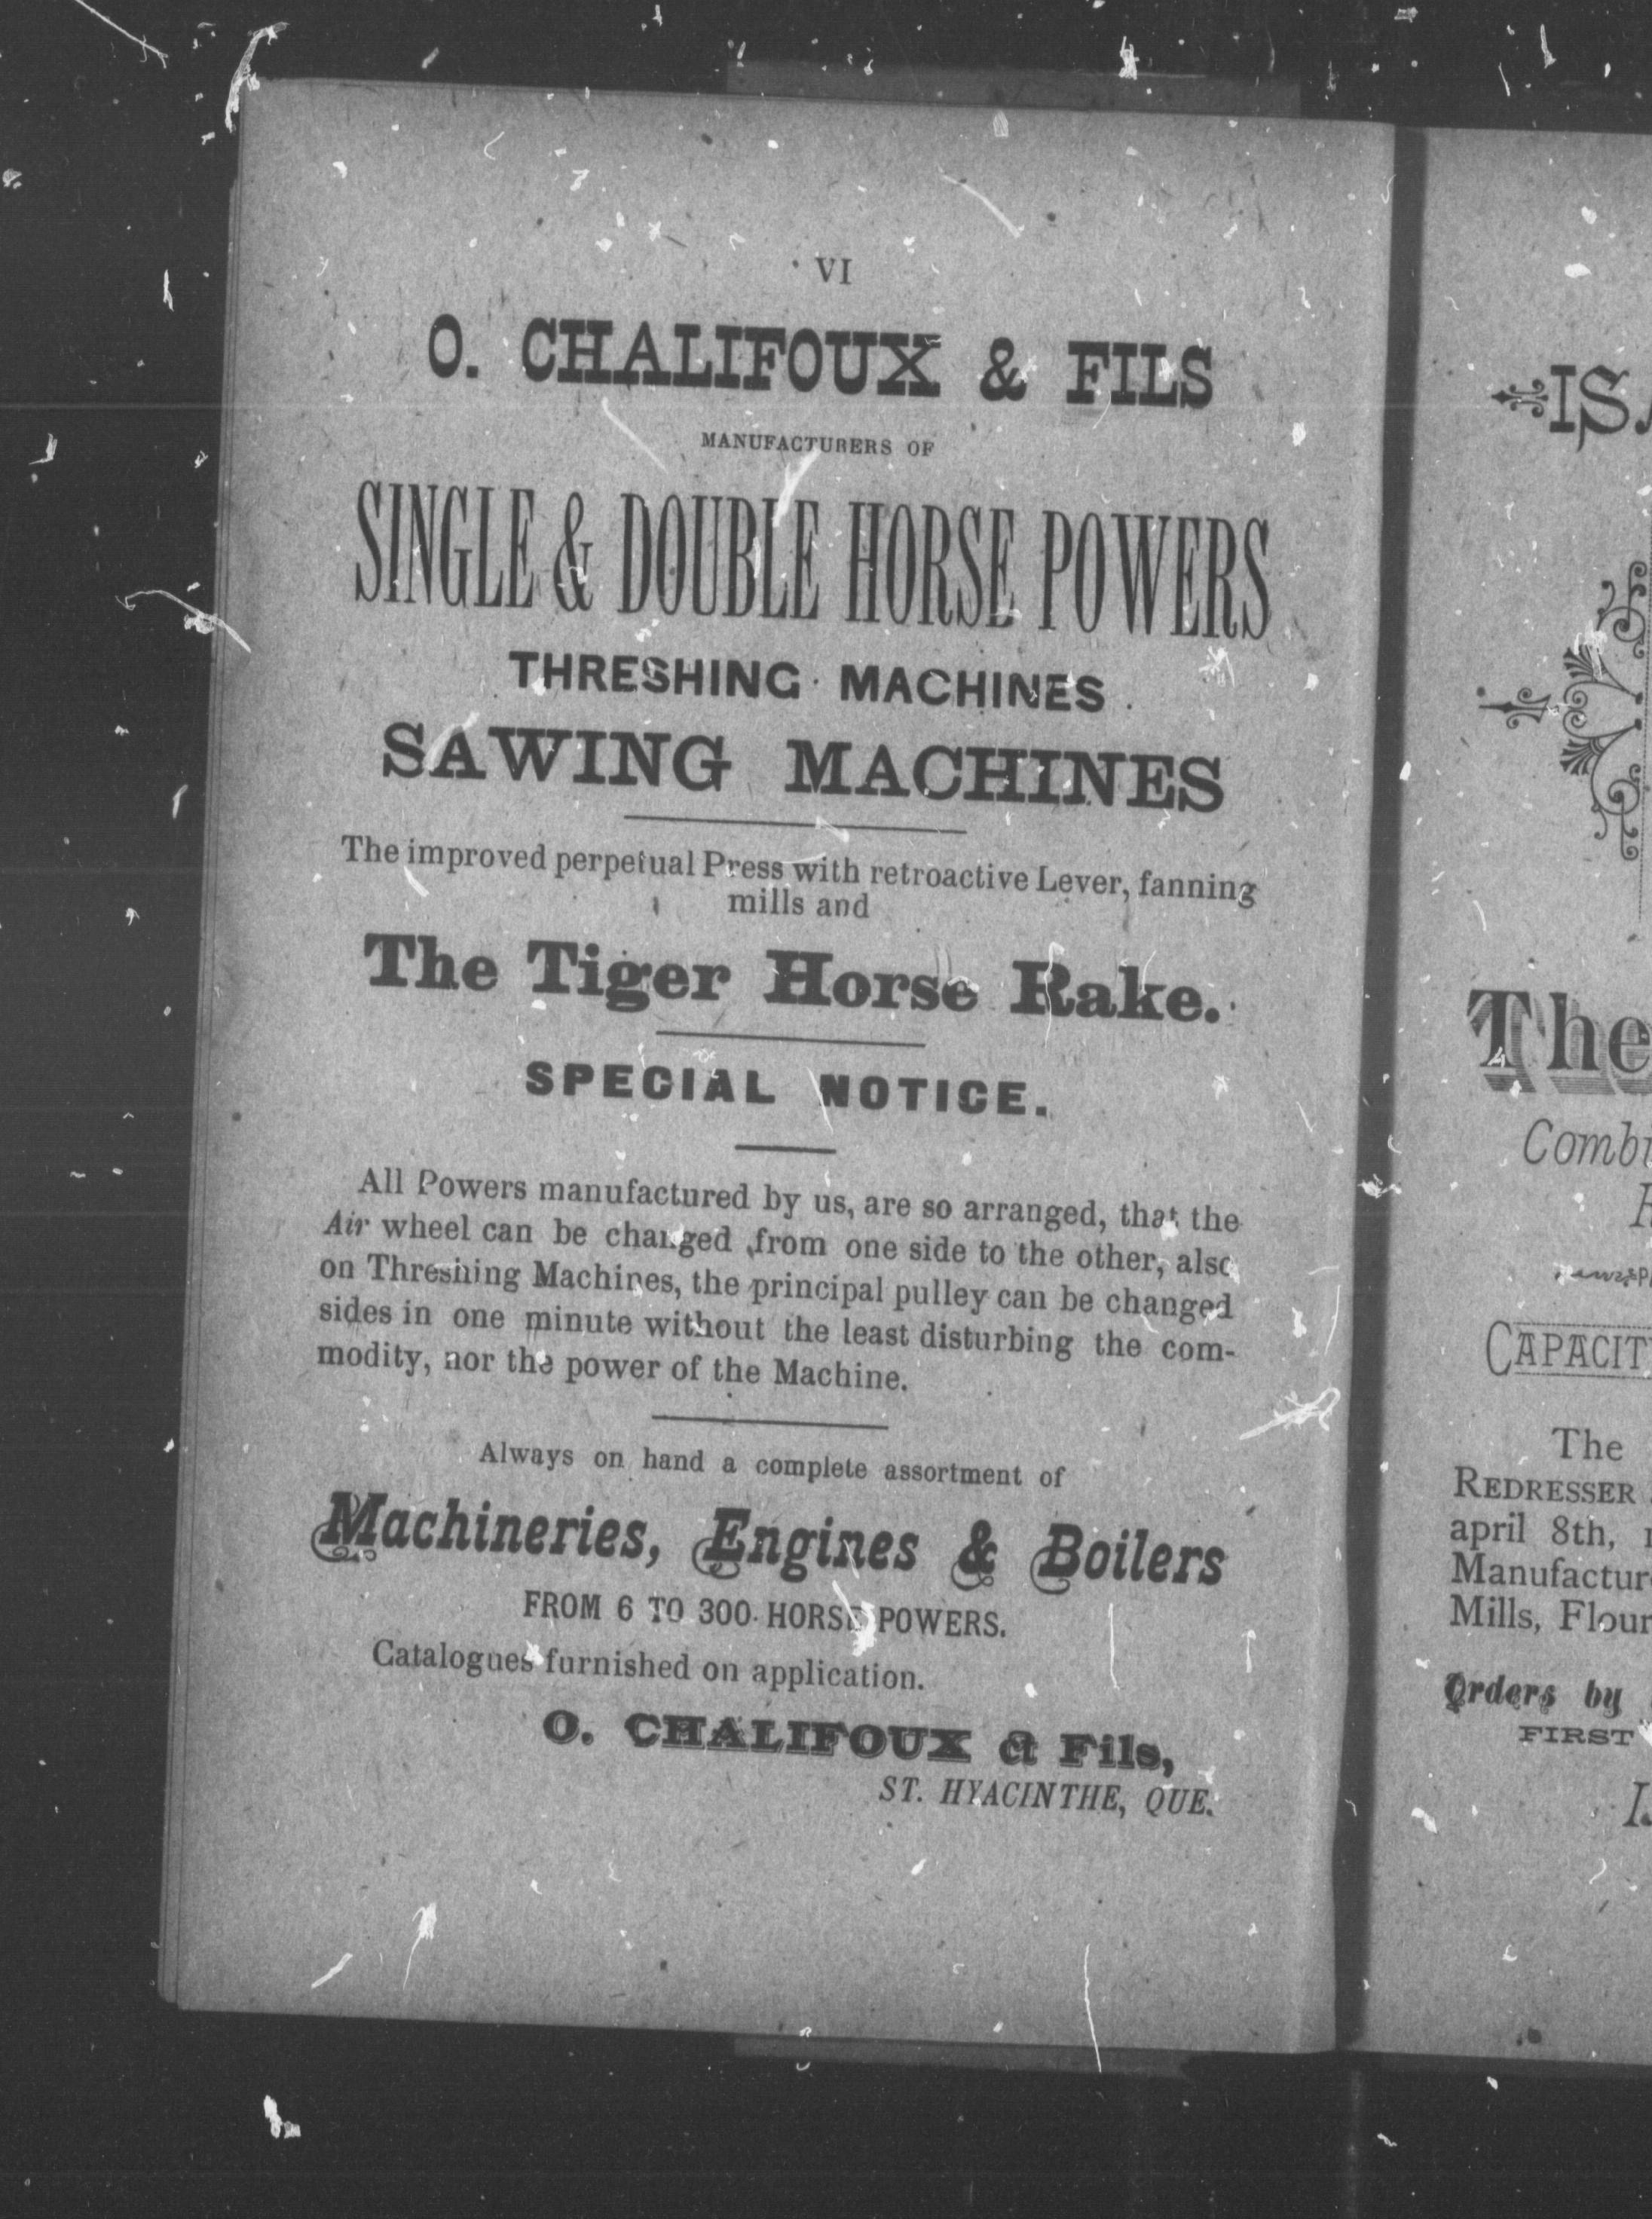 VI
O. CHALIFOUX & FILS
MANUFACTURERS OF
SINGLE & DOUBLE HORSE POWERS
THRESHING MACHINES
SAWING MACHINES
The improved perpetual Press with retroactive Lever, fanning
mills and
The Tiger Horse Rake.
SPECIAL NOTICE.
All Powers manufactured by us, are so arranged, that the
Air wheel can be changed from one side to the other, also
on Threshing Machines, the principal pulley can be changed
sides in one minute without the least disturbing the com-
modity, nor the power of the Machine.
Always on hand a complete assortment of
Machineries, Engines & Boilers
FROM 6 TO 300 HORSE POWERS.
Catalogues furnished on application.
O. CHALIFOUX & Fils,
ST. HYACINTHE, QUE.
ISA
The
Combi
CAPACIT
The
REDRESSER
april 8th,
Manufactur
Mills, Flour
Orders by
FIRST